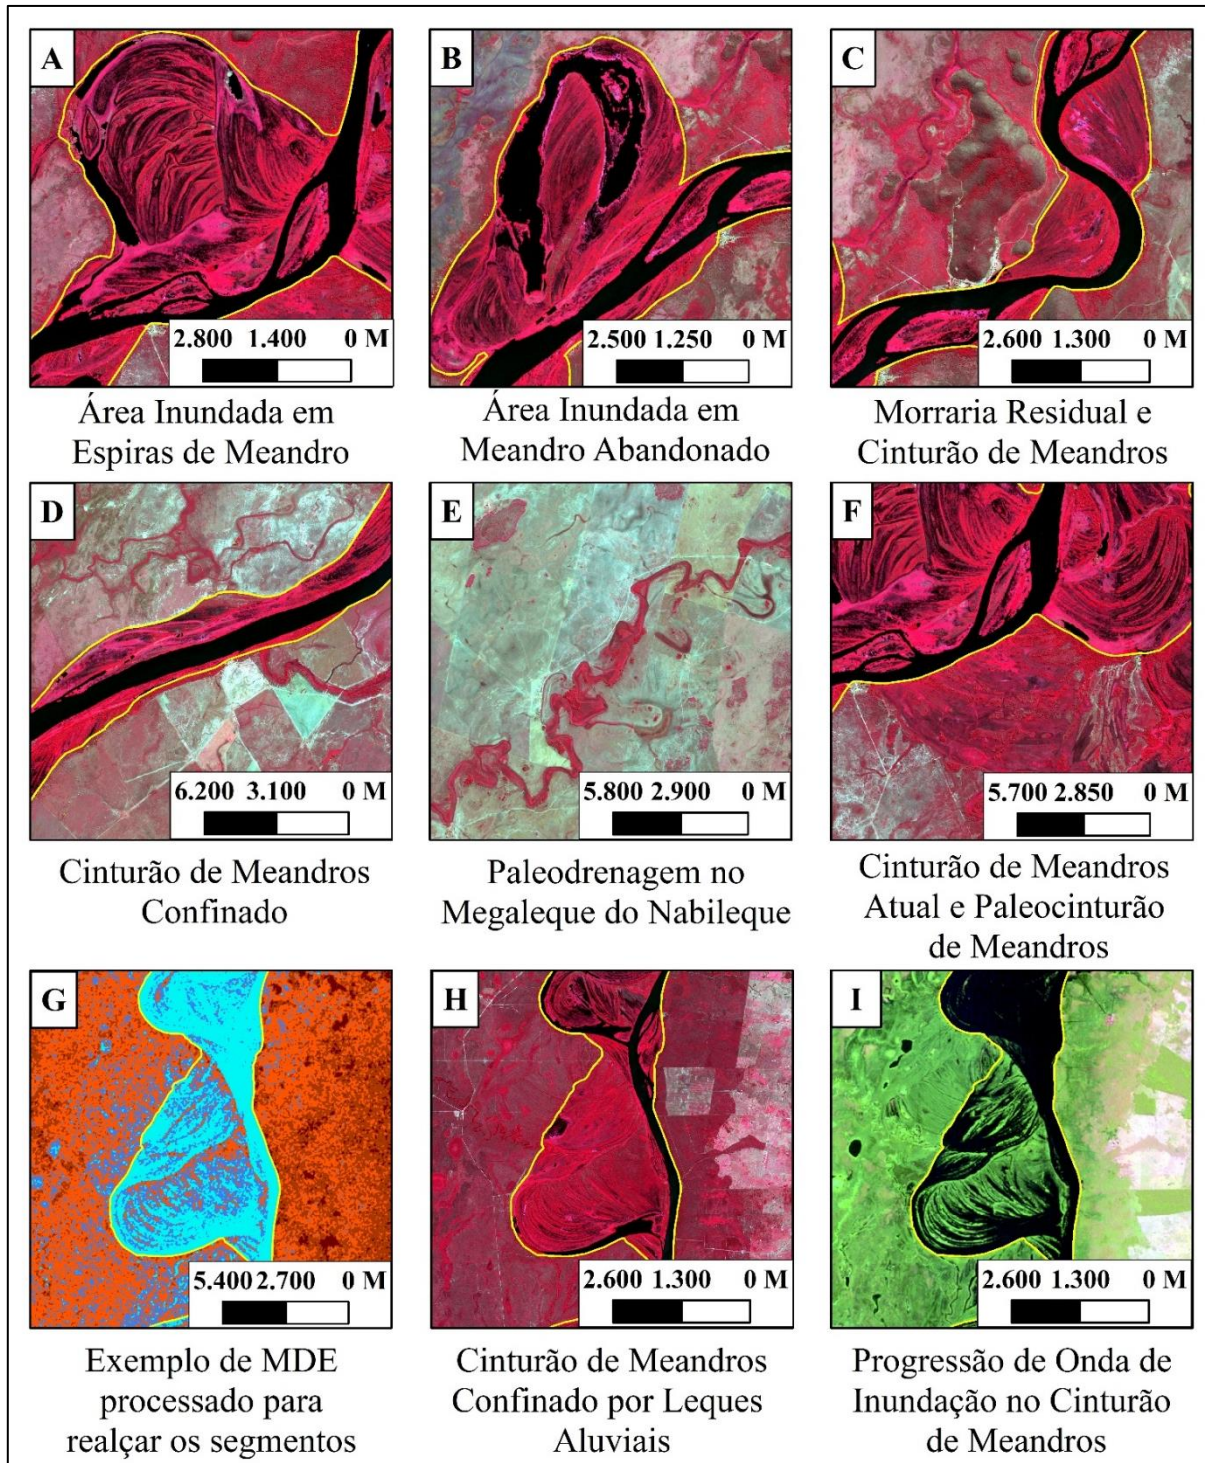 A
2.800 1.400 0 M
Área Inundada em
Espiras de Meandro
B
2.500 1.250 0 M
Área Inundada em
Meandro Abandonado
C
2.600 1.300 0 M
Morraria Residual e
Cinturão de Meandros
D
6.200 3.100 0 M
Cinturão de Meandros
Confinado
E
5.800 2.900 0 M
Paleodrenagem no
Megaleque do Nabileque
F
5.700 2.850 0 M
Cinturão de Meandros
Atual e Paleocinturão
de Meandros
G
5.400 2.700 0 M
Exemplo de MDE
processado para
realçar os segmentos
H
2.600 1.300 0 M
Cinturão de Meandros
Confinado por Leques
Aluviais
I
2.600 1.300 0 M
Progressão de Onda de
Inundação no Cinturão
de Meandros